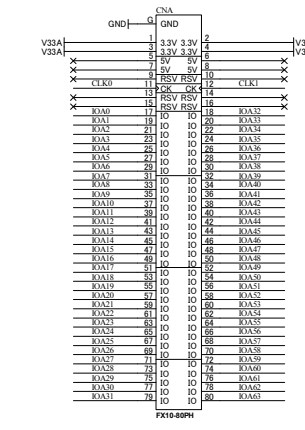 CNA
GND G GND
V33A 1 3.3V 3.3V 2 V3
V33A 3 3.3V 3.3V 4 V3
5 5V 5V 6
7 5V 5V 8
9 RSV RSV 10
CLK0 11 CK CK 12 CLK1
13 RSV RSV 14
15 RSV RSV 16
IOA0 17 IO IO 18 IOA32
IOA1 19 IO IO 20 IOA33
IOA2 21 IO IO 22 IOA34
IOA3 23 IO IO 24 IOA35
IOA4 25 IO IO 26 IOA36
IOA5 27 IO IO 28 IOA37
IOA6 29 IO IO 30 IOA38
IOA7 31 IO IO 32 IOA39
IOA8 33 IO IO 34 IOA40
IOA9 35 IO IO 36 IOA41
IOA10 37 IO IO 38 IOA42
IOA11 39 IO IO 40 IOA43
IOA12 41 IO IO 42 IOA44
IOA13 43 IO IO 44 IOA45
IOA14 45 IO IO 46 IOA46
IOA15 47 IO IO 48 IOA47
IOA16 49 IO IO 50 IOA48
IOA17 51 IO IO 52 IOA49
IOA18 53 IO IO 54 IOA50
IOA19 55 IO IO 56 IOA51
IOA20 57 IO IO 58 IOA52
IOA21 59 IO IO 60 IOA53
IOA22 61 IO IO 62 IOA54
IOA23 63 IO IO 64 IOA55
IOA24 65 IO IO 66 IOA56
IOA25 67 IO IO 68 IOA57
IOA26 69 IO IO 70 IOA58
IOA27 71 IO IO 72 IOA59
IOA28 73 IO IO 74 IOA60
IOA29 75 IO IO 76 IOA61
IOA30 77 IO IO 78 IOA62
IOA31 79 IO IO 80 IOA63
FX10-80PH